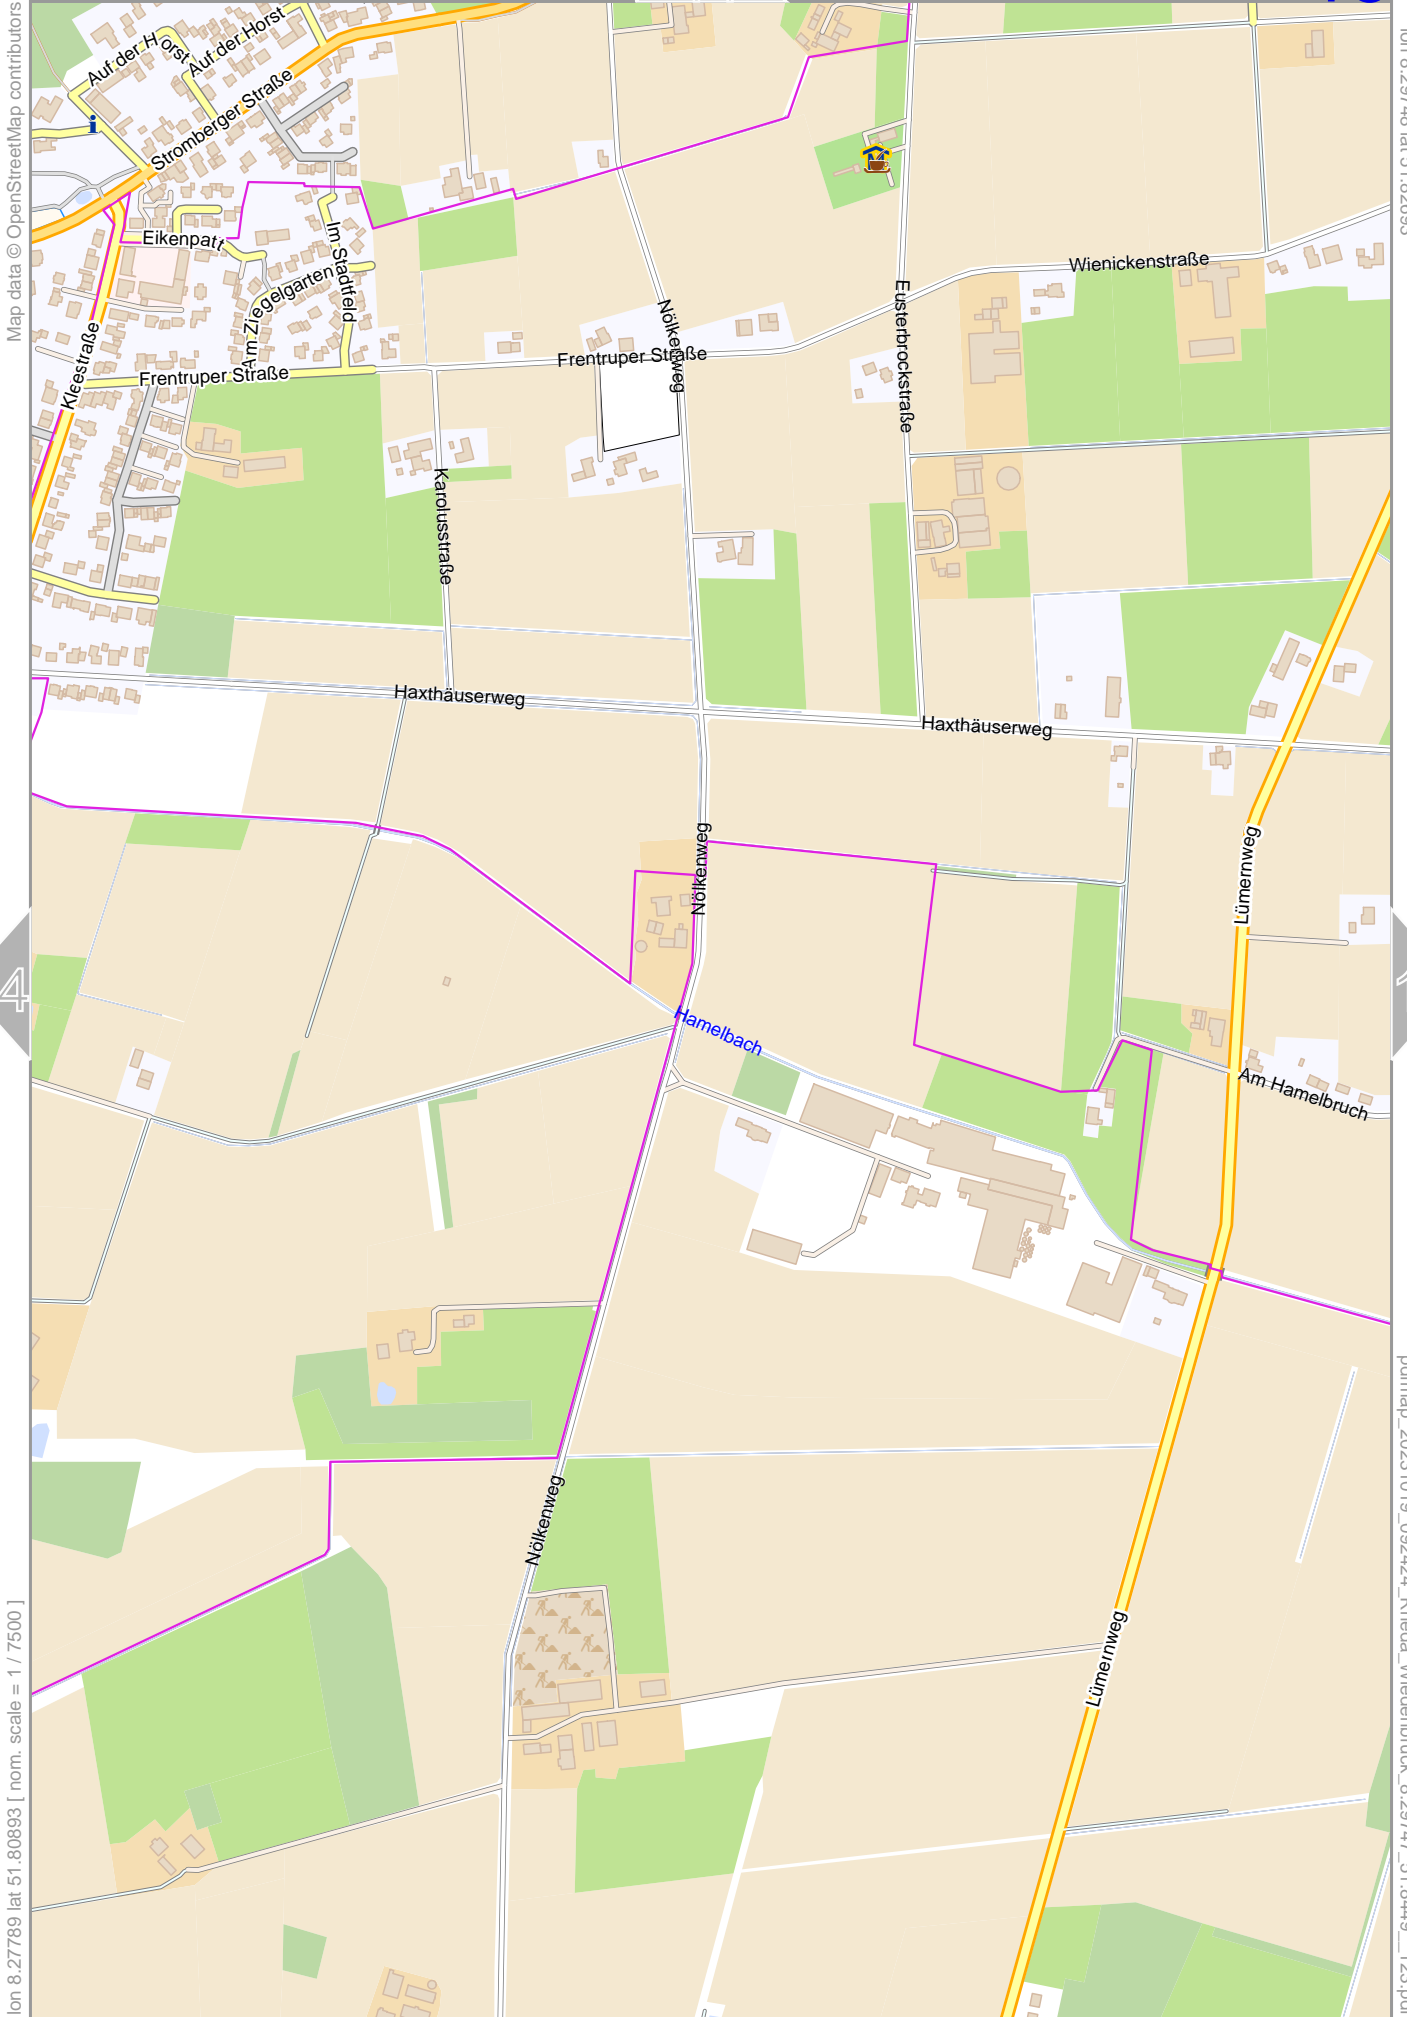 Map data © OpenStreetMap contributors
Auf der Horst
Auf der Horst
Stromberger Straße
i
Eikenpatt
Im Stadtfeld
Am Ziegelgarten
Kleestraße
Frentruper Straße
Frentruper Straße
Nölkenweg
Wienickenstraße
Eusterbrockstraße
Karolusstraße
Haxthäuserweg
Haxthäuserweg
Nölkenweg
Lümernweg
4
Hamelbach
Am Hamelbruch
Nölkenweg
Lümernweg
lon 8.27789 lat 51.80893 [ nom. scale = 1 / 7500 ]